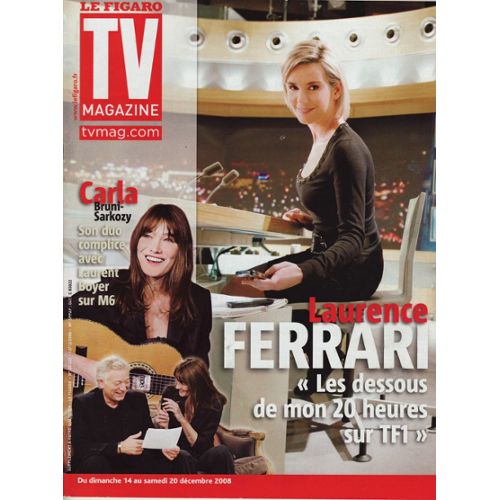 LE FIGARO
TV
MAGAZINE
tvmag.com
www.lefigaro.fr
Carla
Bruni-
Sarkozy
Son duo
complice
avec
Laurent
Boyer
sur M6
Laurence
FERRARI
« Les dessous
de mon 20 heures
sur TF1 »
Du dimanche 14 au samedi 20 décembre 2008